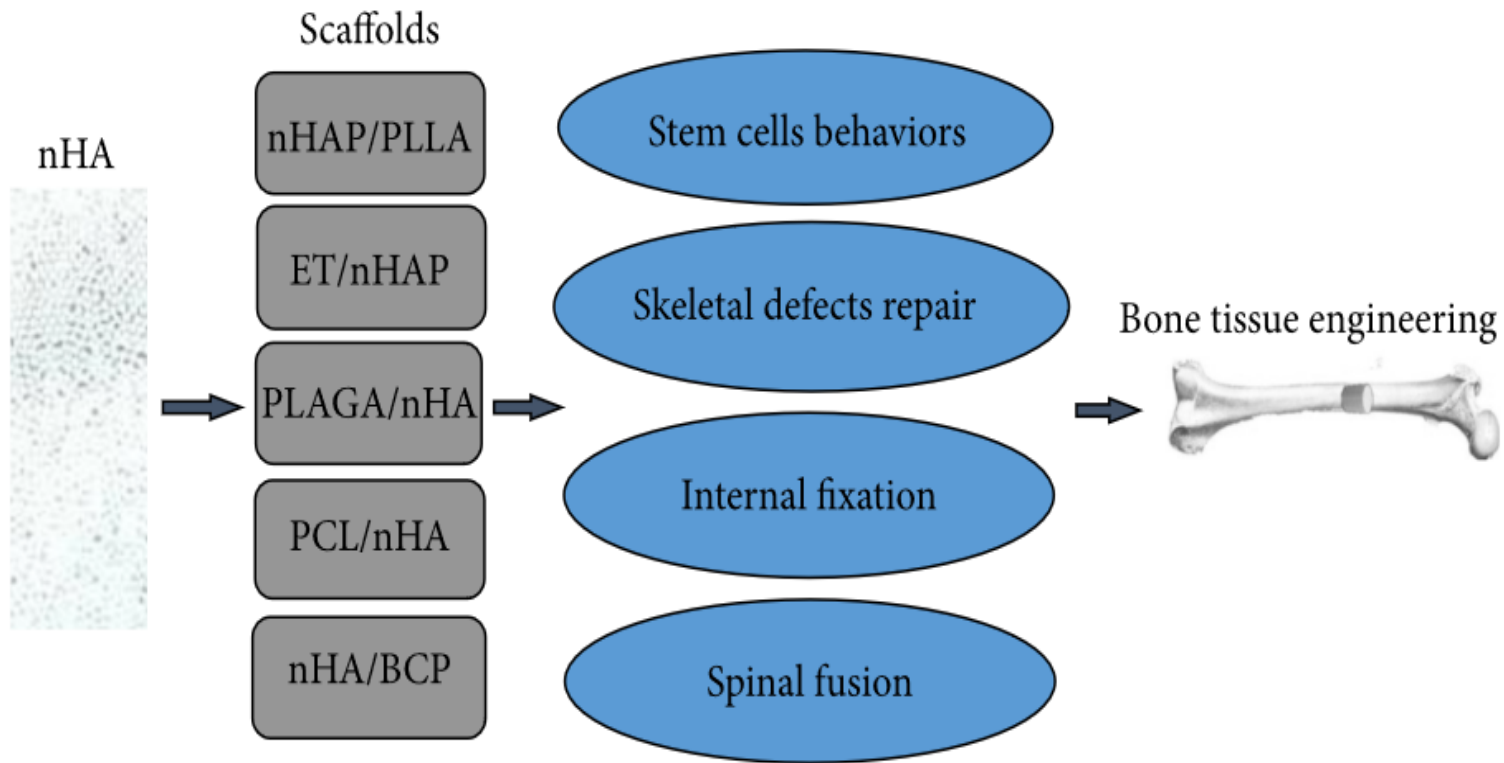 Scaffolds
nHA
nHAP/PLLA
ET/nHAP
PLAGA/nHA
PCL/nHA
nHA/BCP
Stem cells behaviors
Skeletal defects repair
Internal fixation
Spinal fusion
Bone tissue engineering